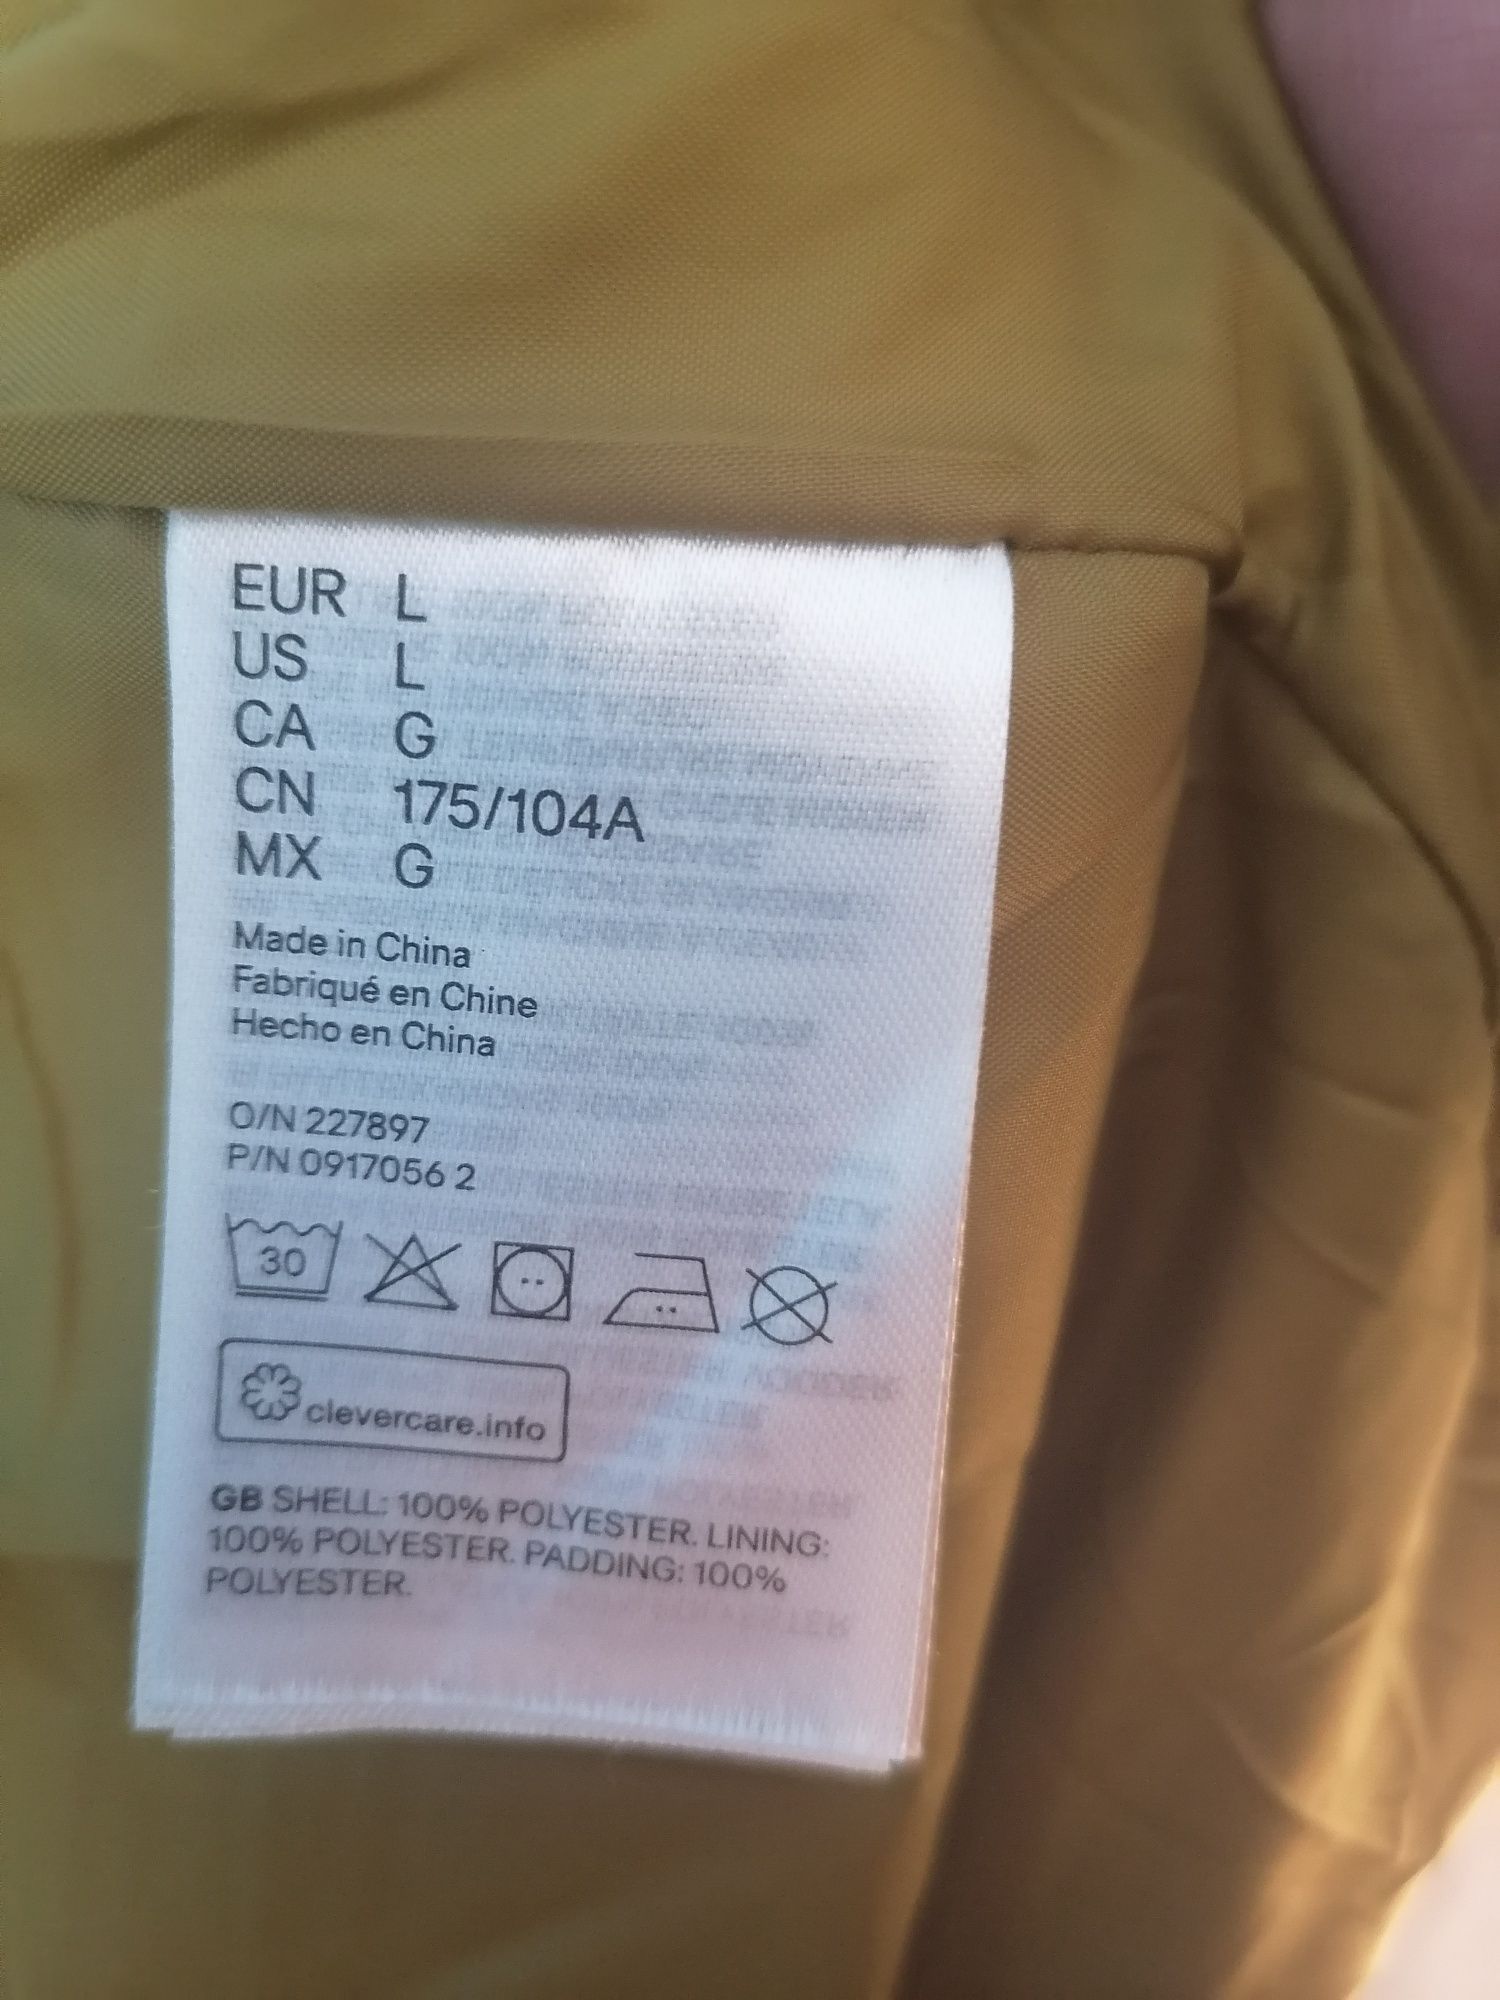 EUR L
US L
CA G
CN 175/104A
MX G
Made in China
Fabriqué en Chine
Hecho en China
O/N 227897
P/N 0917056 2
30
clevercare.info
GB SHELL: 100% POLYESTER. LINING:
100% POLYESTER. PADDING: 100%
POLYESTER.